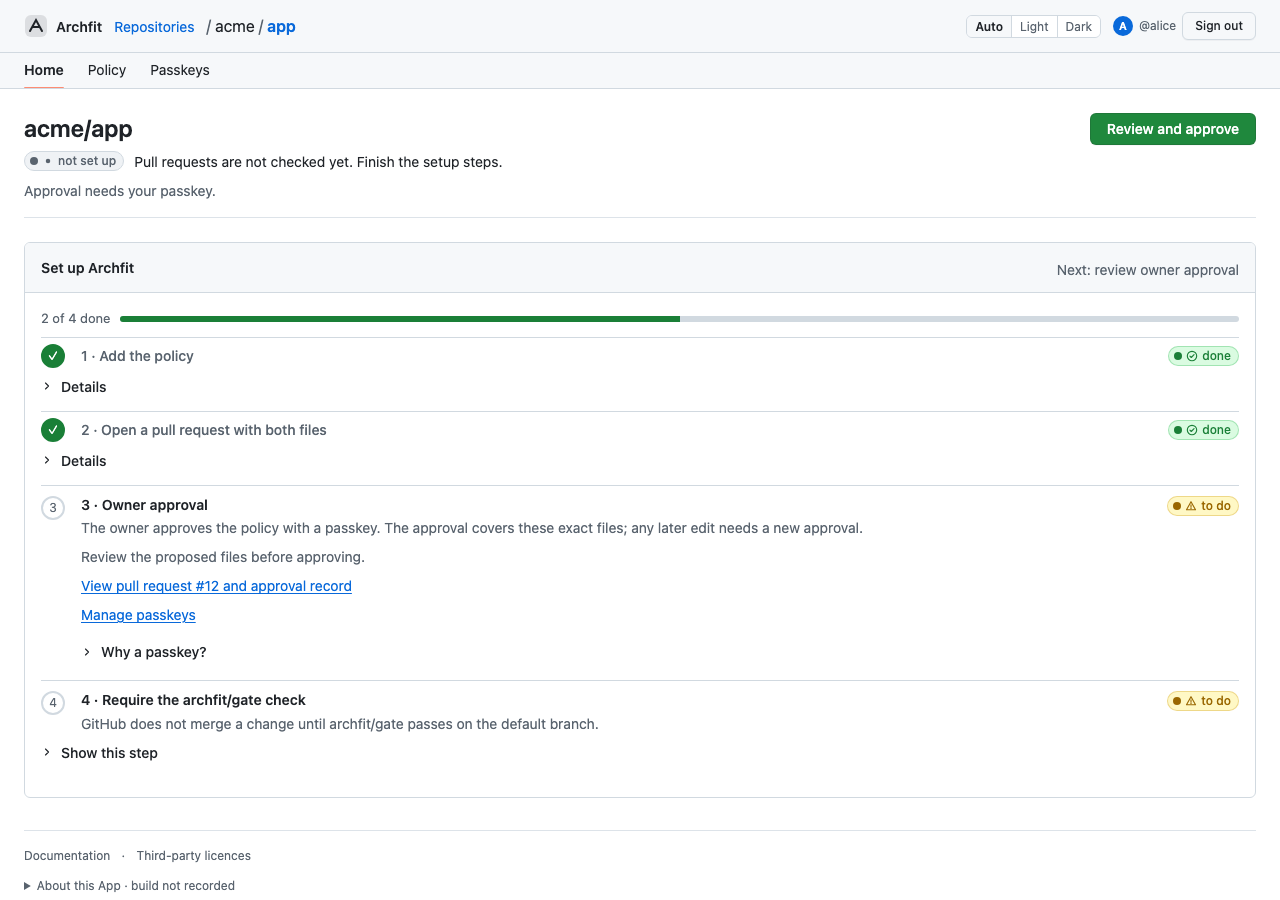 Archfit Repositories / acme / app
Auto Light Dark A @alice Sign out
Home Policy Passkeys
acme/app
Review and approve
not set up Pull requests are not checked yet. Finish the setup steps.
Approval needs your passkey.
Set up Archfit
Next: review owner approval
2 of 4 done
1 · Add the policy
done
Details
2 · Open a pull request with both files
done
Details
3
3 · Owner approval
to do
The owner approves the policy with a passkey. The approval covers these exact files; any later edit needs a new approval.
Review the proposed files before approving.
View pull request #12 and approval record
Manage passkeys
Why a passkey?
4
4 · Require the archfit/gate check
to do
GitHub does not merge a change until archfit/gate passes on the default branch.
Show this step
Documentation · Third-party licences
About this App · build not recorded